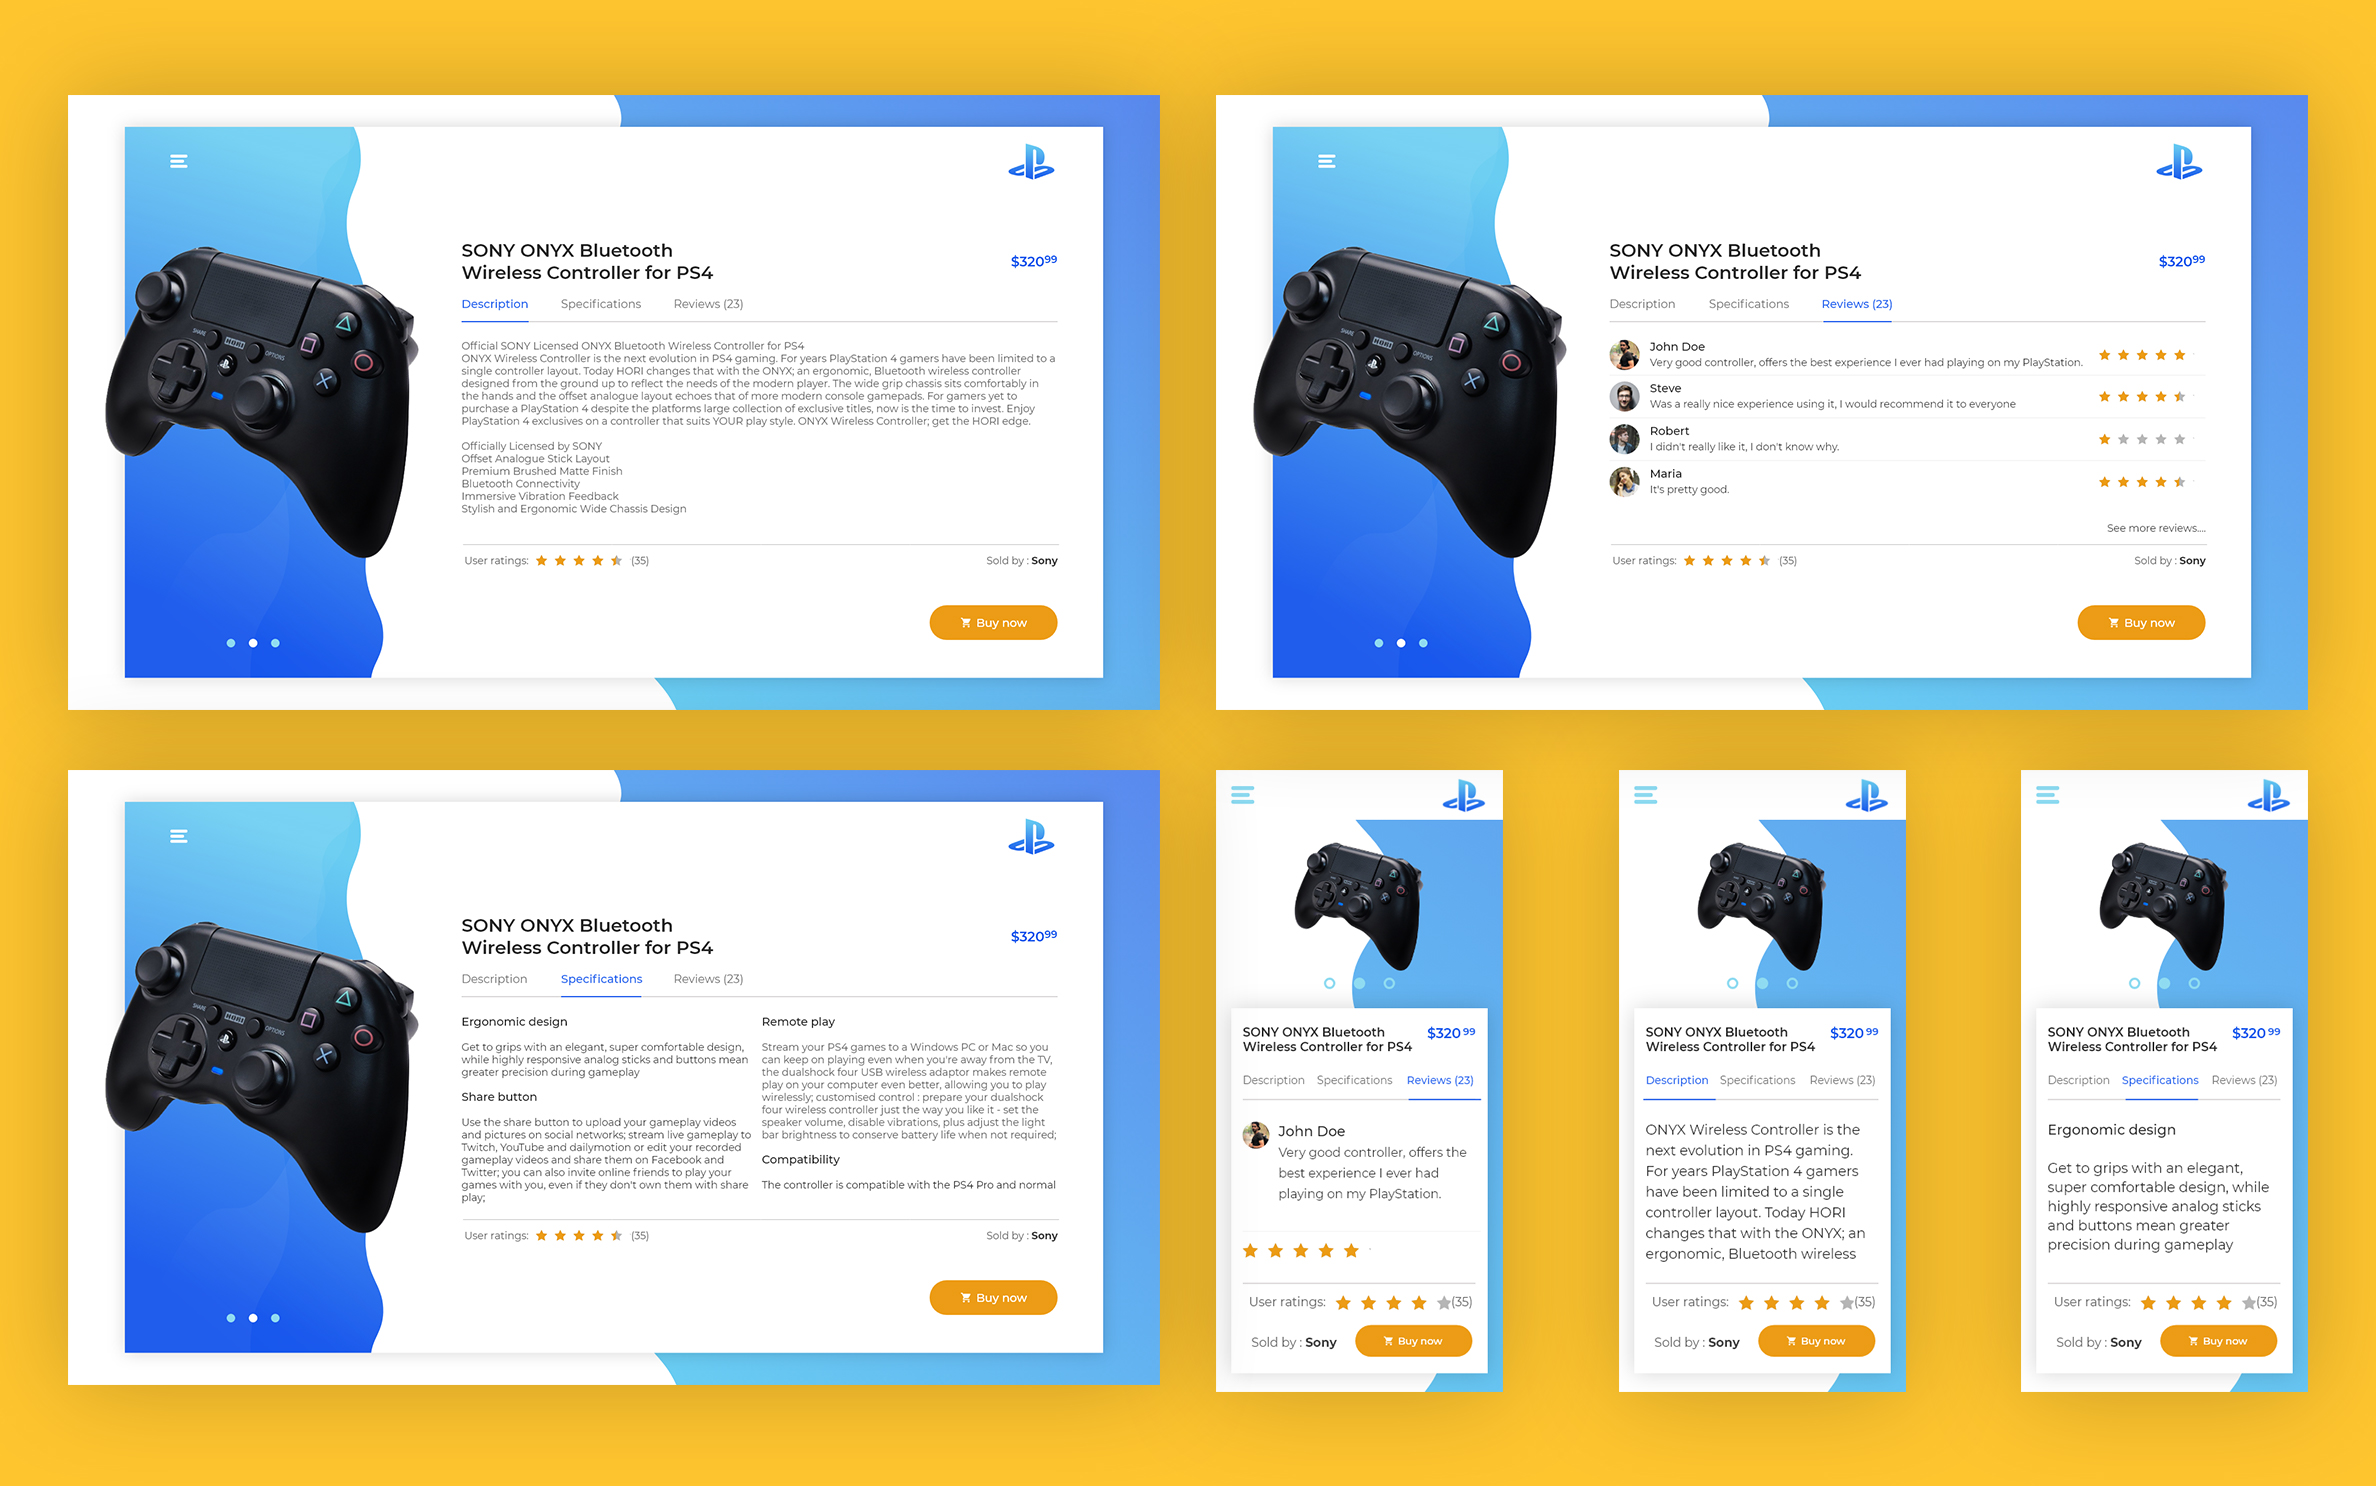 SONY ONYX Bluetooth
Wireless Controller for PS4
$320⁹⁹
Description Specifications Reviews (23)
Official SONY Licensed ONYX Bluetooth Wireless Controller for PS4
ONYX Wireless Controller is the next evolution in PS4 gaming. For years PlayStation 4 gamers have been limited to a
single controller layout. Today HORI changes that with the ONYX; an ergonomic, Bluetooth wireless controller
designed from the ground up to reflect the needs of the modern player. The wide grip chassis sits comfortably in
the hands and the offset analogue layout echoes that of more modern console gamepads. For gamers yet to
purchase a PlayStation 4 despite the platforms large collection of exclusive titles, now is the time to invest. Enjoy
PlayStation 4 exclusives on a controller that suits YOUR play style. ONYX Wireless Controller; get the HORI edge.
Officially Licensed by SONY
Offset Analogue Stick Layout
Premium Brushed Matte Finish
Bluetooth Connectivity
Immersive Vibration Feedback
Stylish and Ergonomic Wide Chassis Design
User ratings: (35)
Sold by : Sony
Buy now
SHARE
HORI
OPTIONS
SONY ONYX Bluetooth
Wireless Controller for PS4
$320⁹⁹
Description Specifications Reviews (23)
John Doe
Very good controller, offers the best experience I ever had playing on my PlayStation.
Steve
Was a really nice experience using it, I would recommend it to everyone
Robert
I didn't really like it, I don't know why.
Maria
It's pretty good.
See more reviews....
User ratings: (35)
Sold by : Sony
Buy now
SHARE
HORI
OPTIONS
SONY ONYX Bluetooth
Wireless Controller for PS4
$320⁹⁹
Description Specifications Reviews (23)
Ergonomic design
Get to grips with an elegant, super comfortable design,
while highly responsive analog sticks and buttons mean
greater precision during gameplay
Share button
Use the share button to upload your gameplay videos
and pictures on social networks; stream live gameplay to
Twitch, YouTube and dailymotion or edit your recorded
gameplay videos and share them on Facebook and
Twitter; you can also invite online friends to play your
games with you, even if they don't own them with share
play;
Remote play
Stream your PS4 games to a Windows PC or Mac so you
can keep on playing even when you're away from the TV,
the dualshock four USB wireless adaptor makes remote
play on your computer even better, allowing you to play
wirelessly; customised control : prepare your dualshock
four wireless controller just the way you like it - set the
speaker volume, disable vibrations, plus adjust the light
bar brightness to conserve battery life when not required;
Compatibility
The controller is compatible with the PS4 Pro and normal
User ratings: (35)
Sold by : Sony
Buy now
SHARE
HORI
OPTIONS
SONY ONYX Bluetooth
Wireless Controller for PS4
$320 ⁹⁹
Description Specifications Reviews (23)
John Doe
Very good controller, offers the
best experience I ever had
playing on my PlayStation.
User ratings: (35)
Sold by : Sony
Buy now
SONY ONYX Bluetooth
Wireless Controller for PS4
$320 ⁹⁹
Description Specifications Reviews (23)
ONYX Wireless Controller is the
next evolution in PS4 gaming.
For years PlayStation 4 gamers
have been limited to a single
controller layout. Today HORI
changes that with the ONYX; an
ergonomic, Bluetooth wireless
User ratings: (35)
Sold by : Sony
Buy now
SONY ONYX Bluetooth
Wireless Controller for PS4
$320 ⁹⁹
Description Specifications Reviews (23)
Ergonomic design
Get to grips with an elegant,
super comfortable design, while
highly responsive analog sticks
and buttons mean greater
precision during gameplay
User ratings: (35)
Sold by : Sony
Buy now